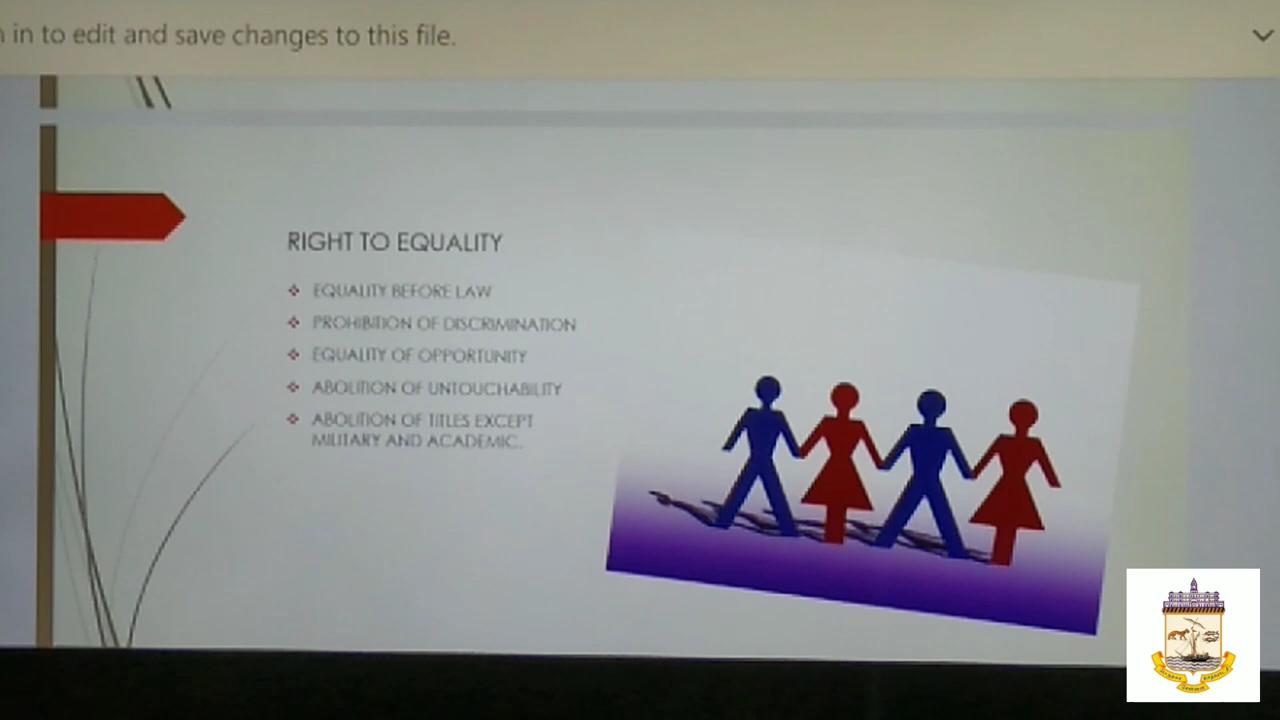 in to edit and save changes to this file.
RIGHT TO EQUALITY
EQUALITY BEFORE LAW
PROHIBITION OF DISCRIMINATION
EQUALITY OF OPPORTUNITY
ABOLITION OF UNTOUCHABILITY
ABOLITION OF TITLES EXCEPT
MILITARY AND ACADEMIC.